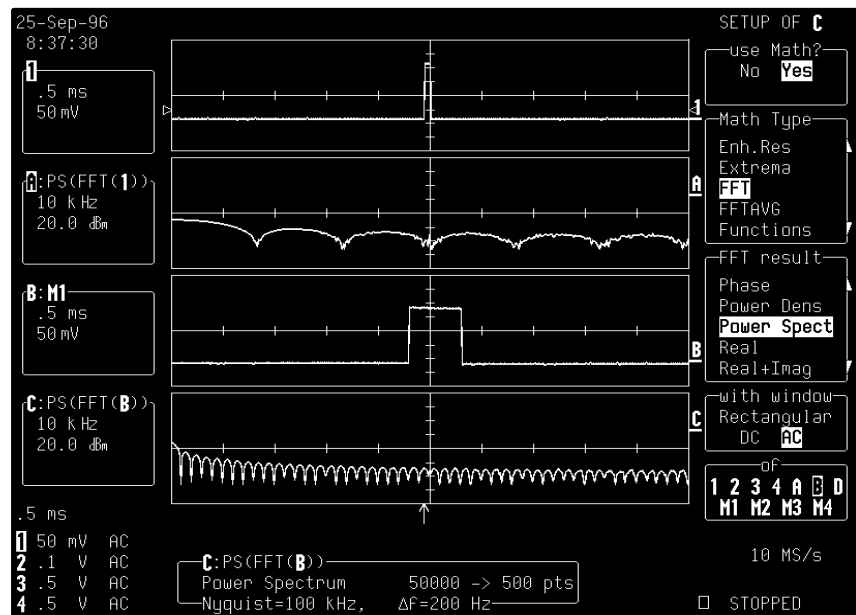 25-Sep-96
8:37:30
SETUP OF C
1
.5 ms
50 mV
A:PS(FFT(1))
10 kHz
20.0 dBm
B:M1
.5 ms
50 mV
C:PS(FFT(B))
10 kHz
20.0 dBm
1
A
B
C
use Math?
No Yes
Math Type
Enh.Res
Extrema
FFT
FFTAVG
Functions
FFT result
Phase
Power Dens
Power Spect
Real
Real+Imag
with window
Rectangular
DC AC
of
1 2 3 4 A B D
M1 M2 M3 M4
.5 ms
1 50 mV AC
2 .1 V AC
3 .5 V AC
4 .5 V AC
C:PS(FFT(B))
Power Spectrum 50000 -> 500 pts
Nyquist=100 kHz, Δf=200 Hz
10 MS/s
STOPPED